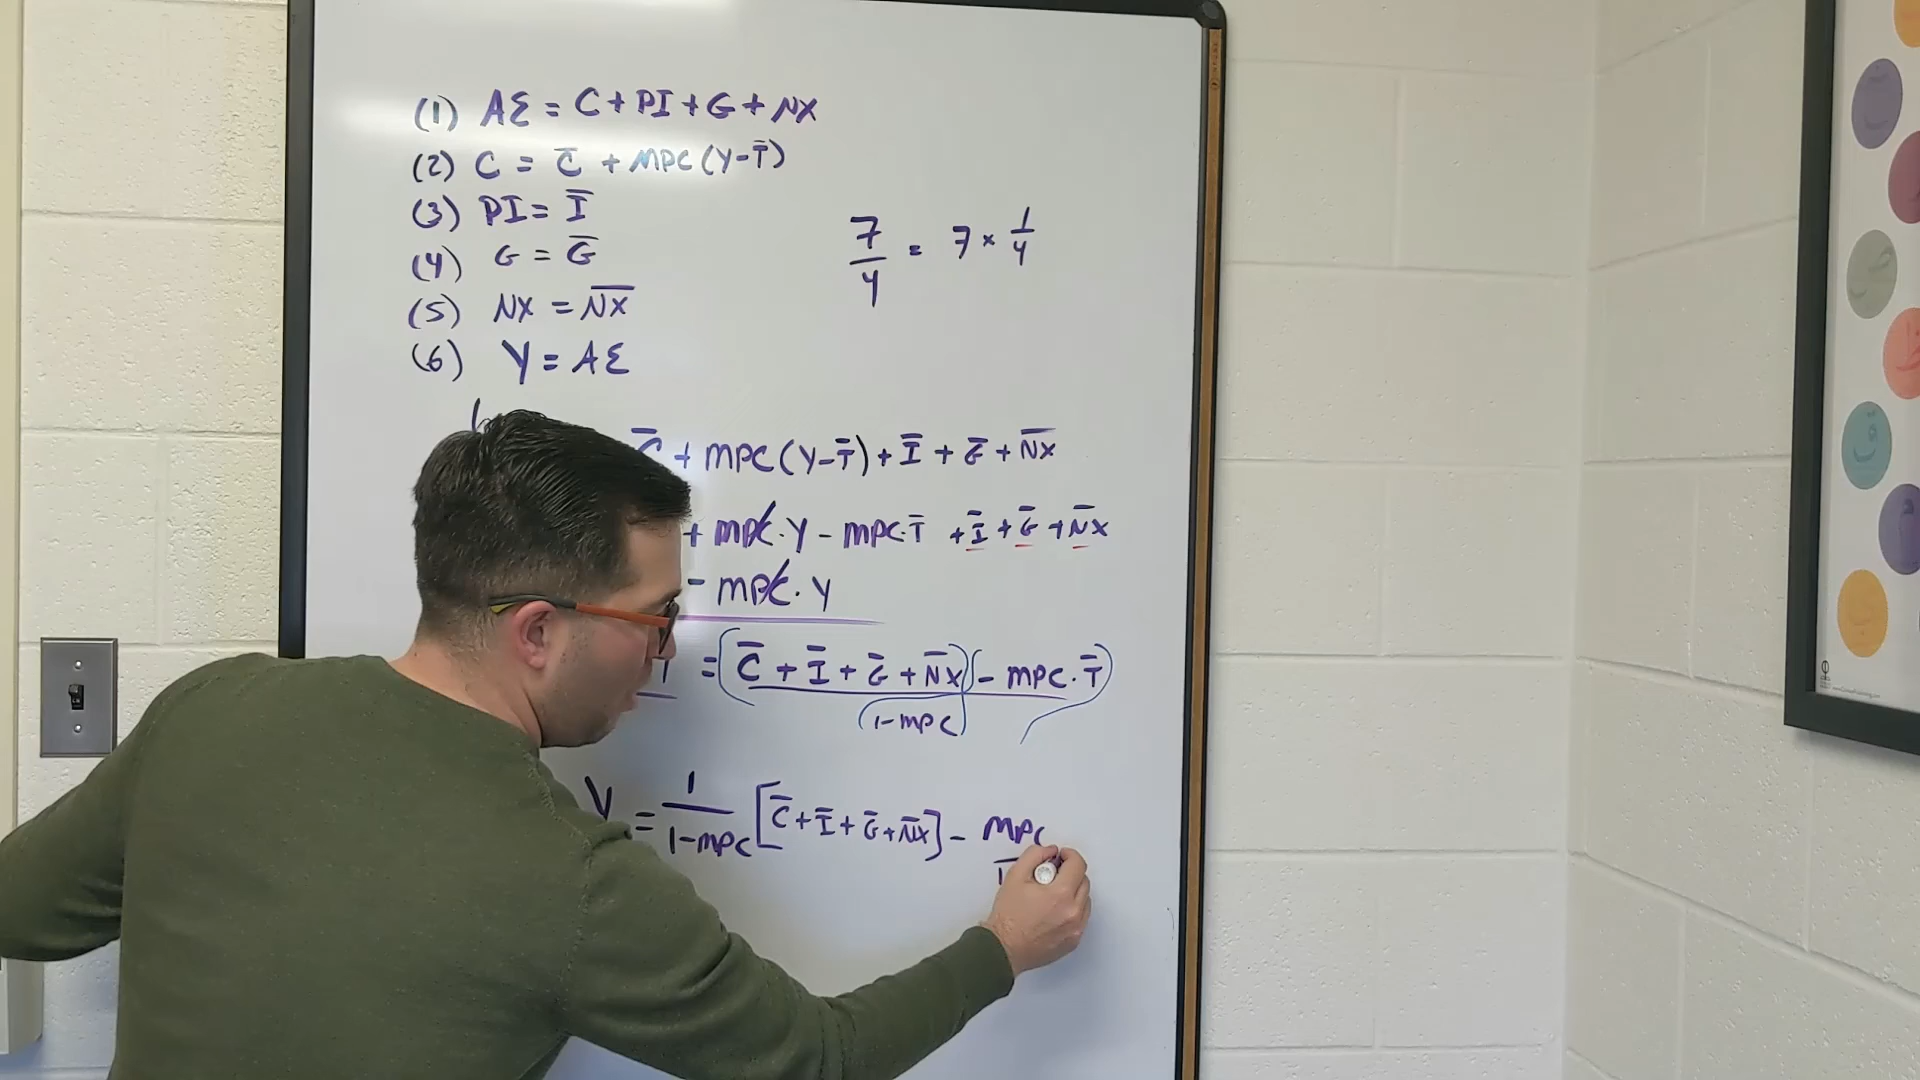 (1) AE = C + PI + G + NX
(2) C = C̅ + MPC (Y - T̅)
(3) PI = I̅
(4) G = G̅
(5) NX = N̅X̅
(6) Y = AE
7/4 = 7 × 1/4
C̅ + MPC (Y - T̅) + I̅ + G̅ + N̅X̅
+ MPC · Y - MPC · T̅ + I̅ + G̅ + N̅X̅
- MPC · Y
= (C̅ + I̅ + G̅ + N̅X̅) (- MPC · T̅)
(1 - MPC)
Y = 1/(1 - MPC) [C̅ + I̅ + G̅ + N̅X̅] - MPC
1